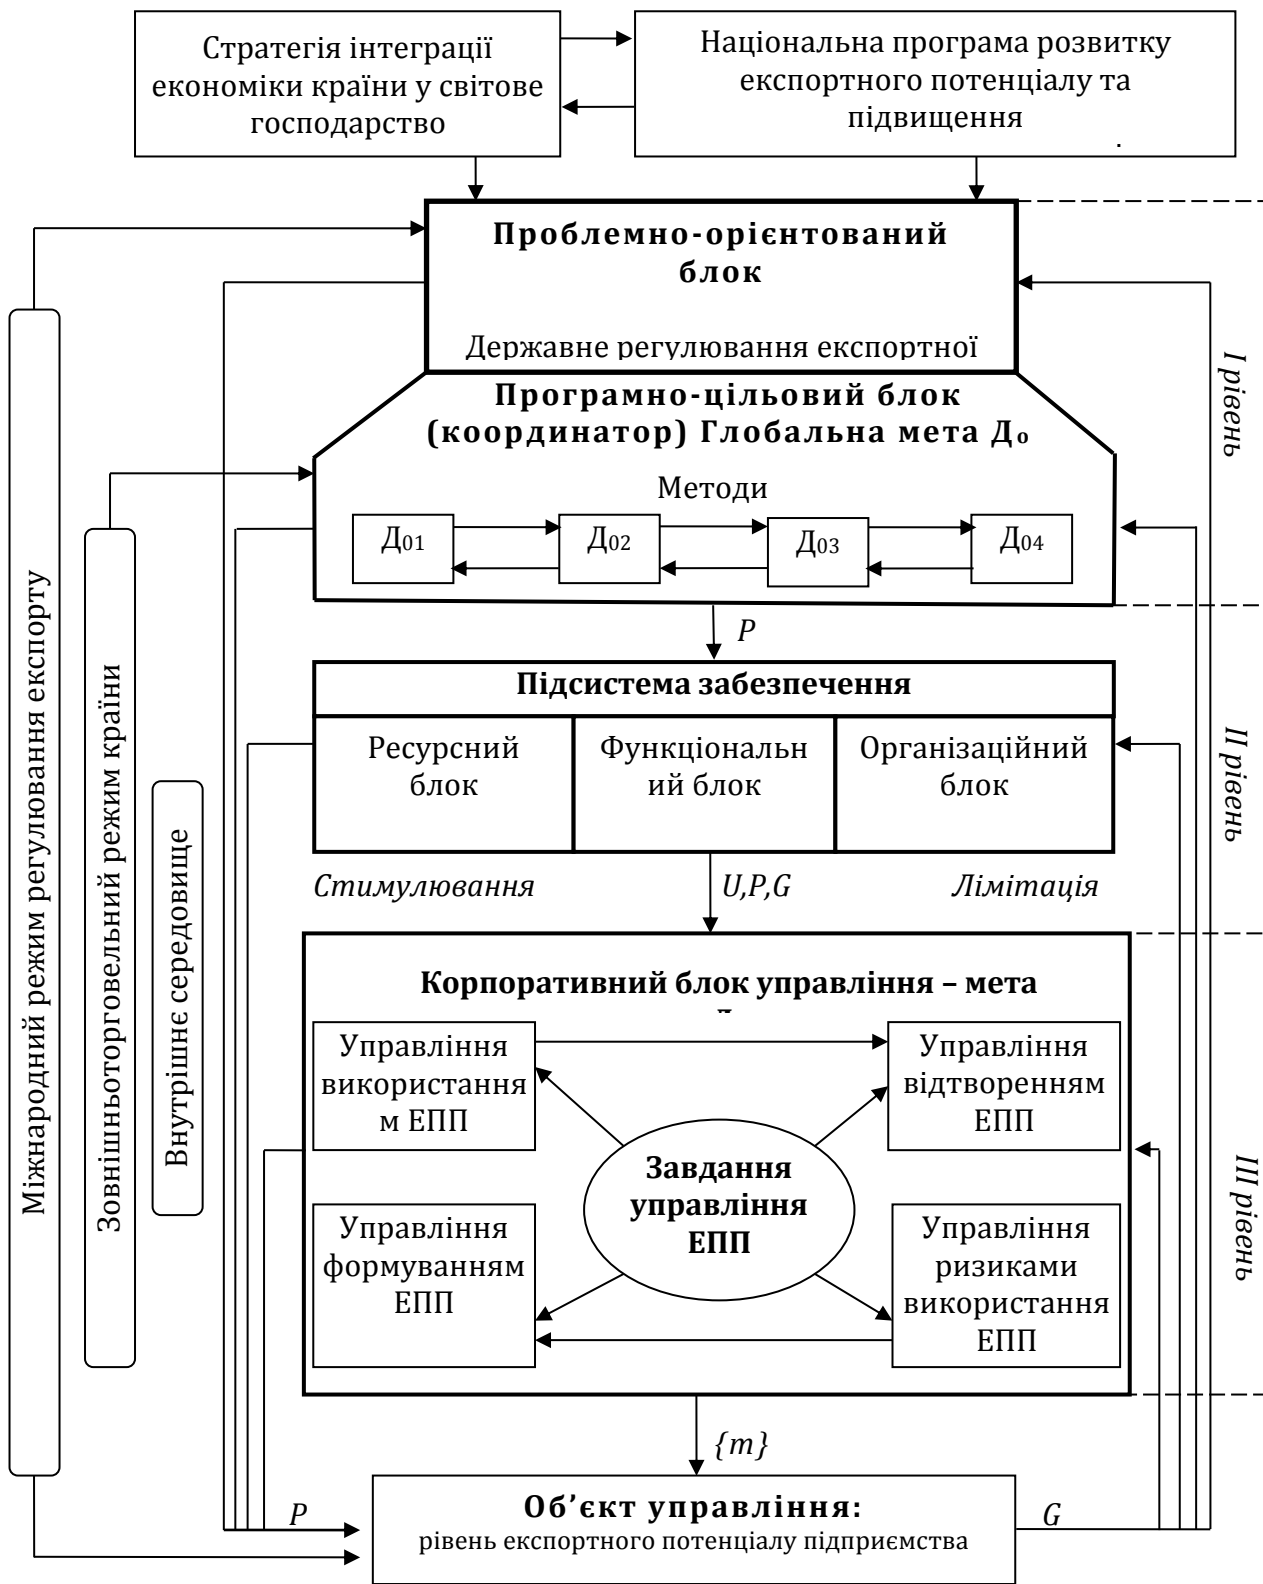 Стратегія інтеграції
економіки країни у світове
господарство
Національна програма розвитку
експортного потенціалу та
підвищення
Проблемно-орієнтований
блок
Державне регулювання експортної
Програмно-цільовий блок
(координатор) Глобальна мета До
Методи
Д01
Д02
Д03
Д04
P
Підсистема забезпечення
Ресурсний
блок
Функціональн
ий блок
Організаційний
блок
Стимулювання
U,P,G
Лімітація
Корпоративний блок управління – мета
Управління
використання
м ЕПП
Управління
відтворенням
ЕПП
Завдання
управління
ЕПП
Управління
формуванням
ЕПП
Управління
ризиками
використання
ЕПП
{m}
P
Об’єкт управління:
рівень експортного потенціалу підприємства
G
Міжнародний режим регулювання експорту
Зовнішньоторговельний режим країни
Внутрішнє середовище
I рівень
II рівень
III рівень